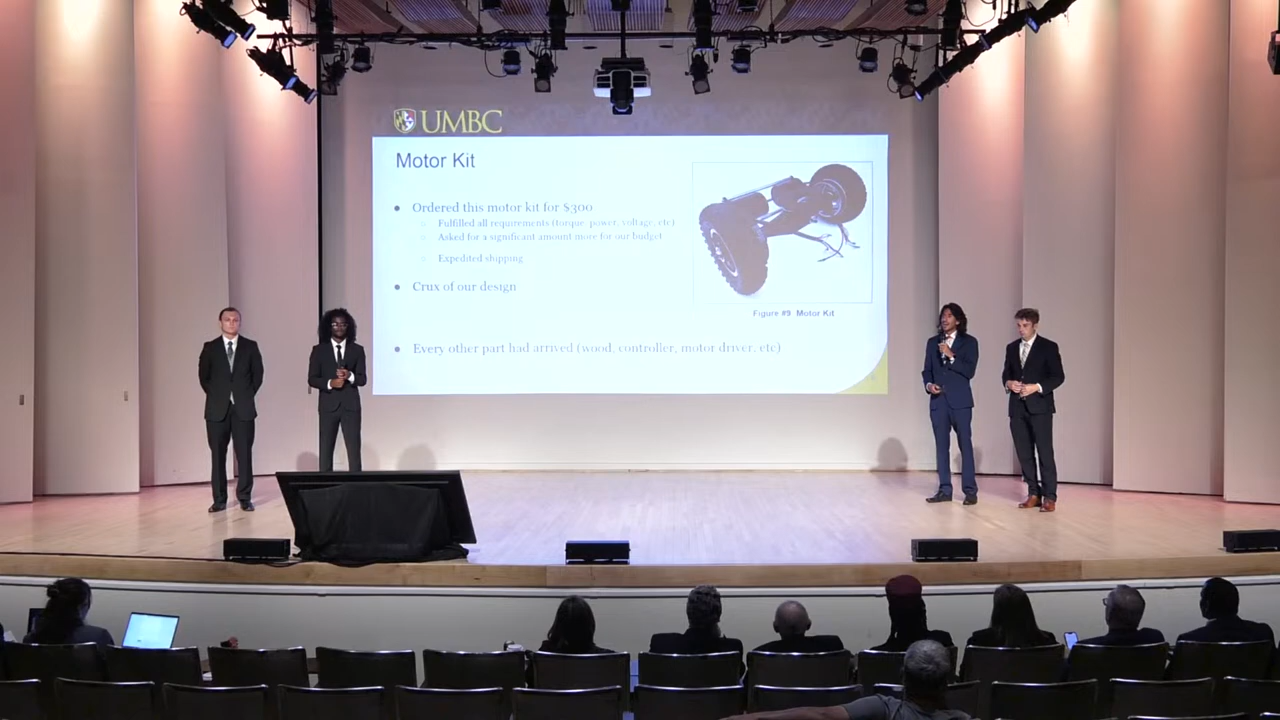 UMBC
Motor Kit
Ordered this motor kit for $300
Fulfilled all requirements (torque, power, voltage, etc)
Asked for a significant amount more for our budget
Expedited shipping
Crux of our design
Figure #9 Motor Kit
Every other part had arrived (wood, controller, motor driver, etc)